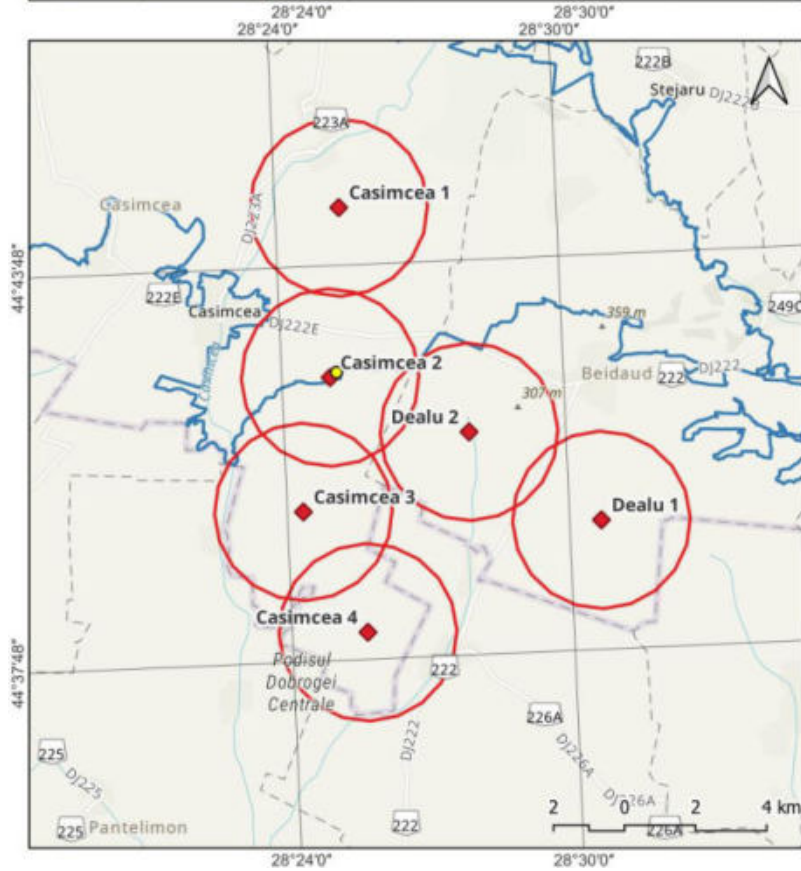 28°24'0" 28°30'0"
28°24'0" 28°30'0"
222B
Stejaru
DJ222B
223A
Casimcea 1
Casimcea
DJ223A
44°43'48"
222E
249C
Casimcea
DJ222E
359 m
Casimcea
Casimcea 2
Beidaud
222
DJ222
307 m
Dealu 2
Casimcea 3
Dealu 1
Casimcea 4
44°37'48"
Podisul
Dobrogei
Centrale
222
226A
225
DJ222
DJ226A
DJ225
DJ226A
2 0 2 4 km
225
Pantelimon
222
226A
28°24'0" 28°30'0"